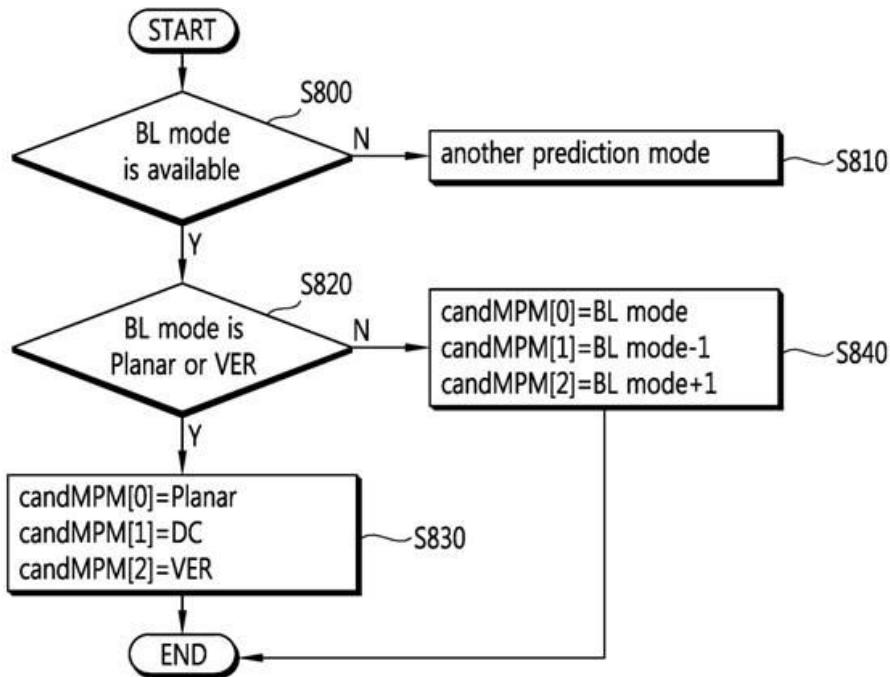 START
S800
BL mode
is available
N
another prediction mode
S810
Y
S820
BL mode is
Planar or VER
N
candMPM[0]=BL mode
candMPM[1]=BL mode-1
candMPM[2]=BL mode+1
S840
Y
candMPM[0]=Planar
candMPM[1]=DC
candMPM[2]=VER
S830
END